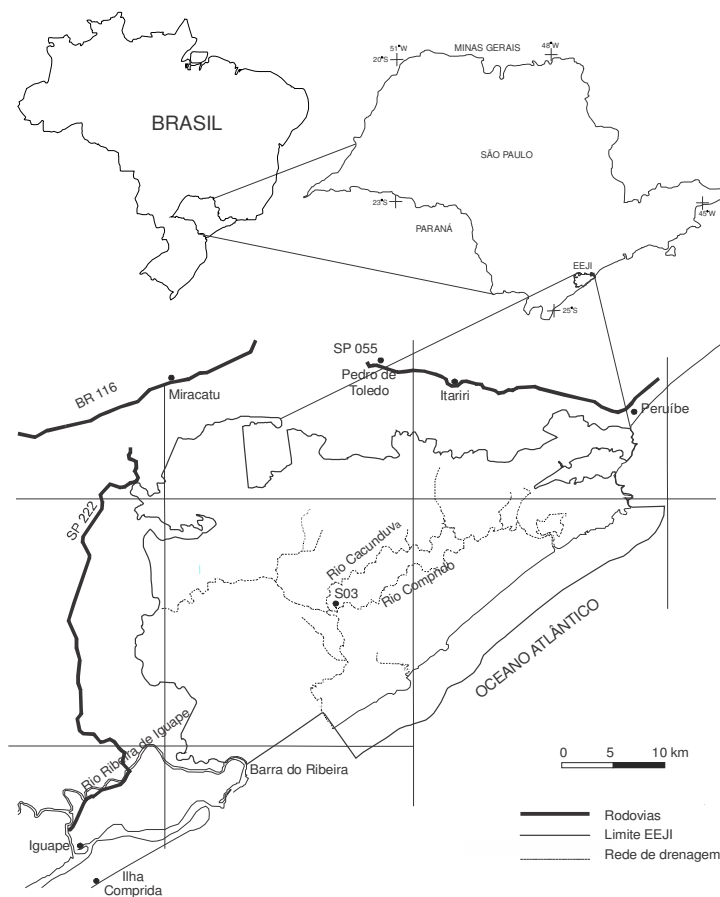 BRASIL
51°W
20°S
MINAS GERAIS
48°W
SÃO PAULO
23°S
PARANÁ
45°W
EEJI
25°S
SP 055
Pedro de
Toledo
Itariri
Peruíbe
BR 116
Miracatu
SP 222
Rio Cacunduva
Rio Comprido
S03
OCEANO ATLÂNTICO
Rio Ribeira de Iguape
Barra do Ribeira
Iguape
Ilha
Comprida
0 5 10 km
Rodovias
Limite EEJI
Rede de drenagem